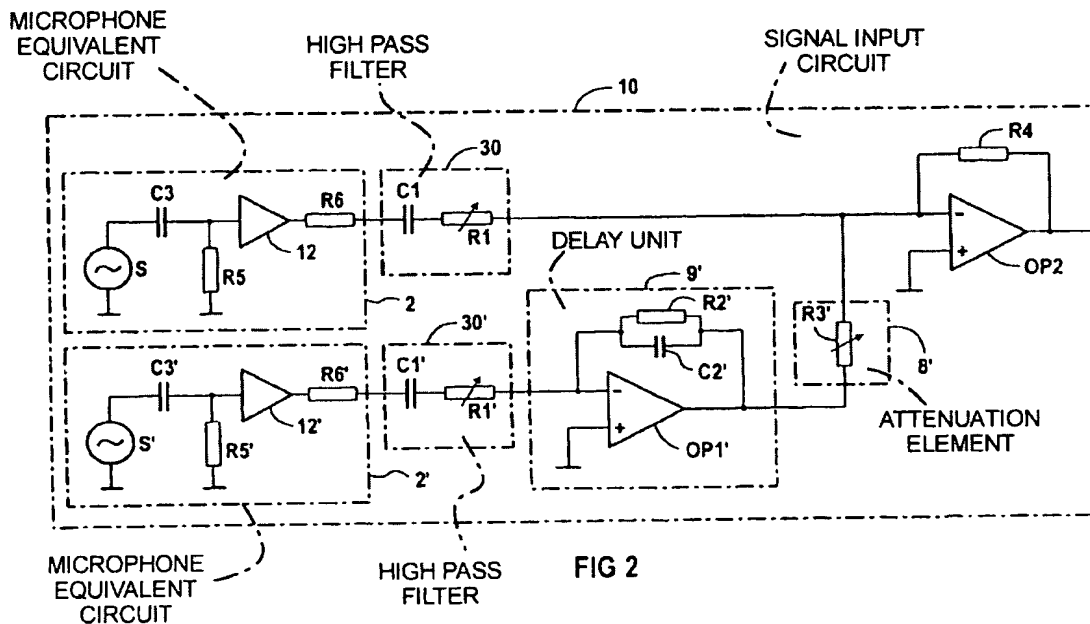 MICROPHONE
EQUIVALENT
CIRCUIT
HIGH PASS
FILTER
SIGNAL INPUT
CIRCUIT
10
30
R4
C3
R6
C1
12
R1
S
R5
2
-
+
OP2
DELAY UNIT
9'
R2'
C2'
R3'
8'
30'
C3'
R6'
C1'
12'
R1'
S'
R5'
2'
-
+
OP1'
ATTENUATION
ELEMENT
MICROPHONE
EQUIVALENT
CIRCUIT
HIGH PASS
FILTER
FIG 2